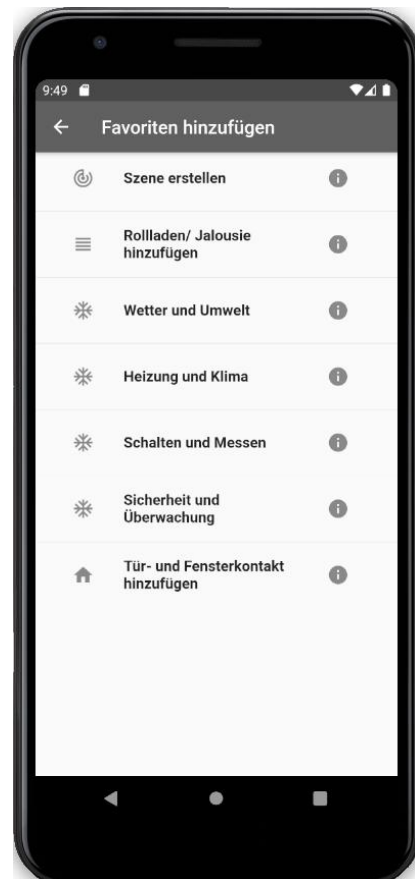 9:49
Favoriten hinzufügen
Szene erstellen
Rollladen/ Jalousie
hinzufügen
Wetter und Umwelt
Heizung und Klima
Schalten und Messen
Sicherheit und
Überwachung
Tür- und Fensterkontakt
hinzufügen